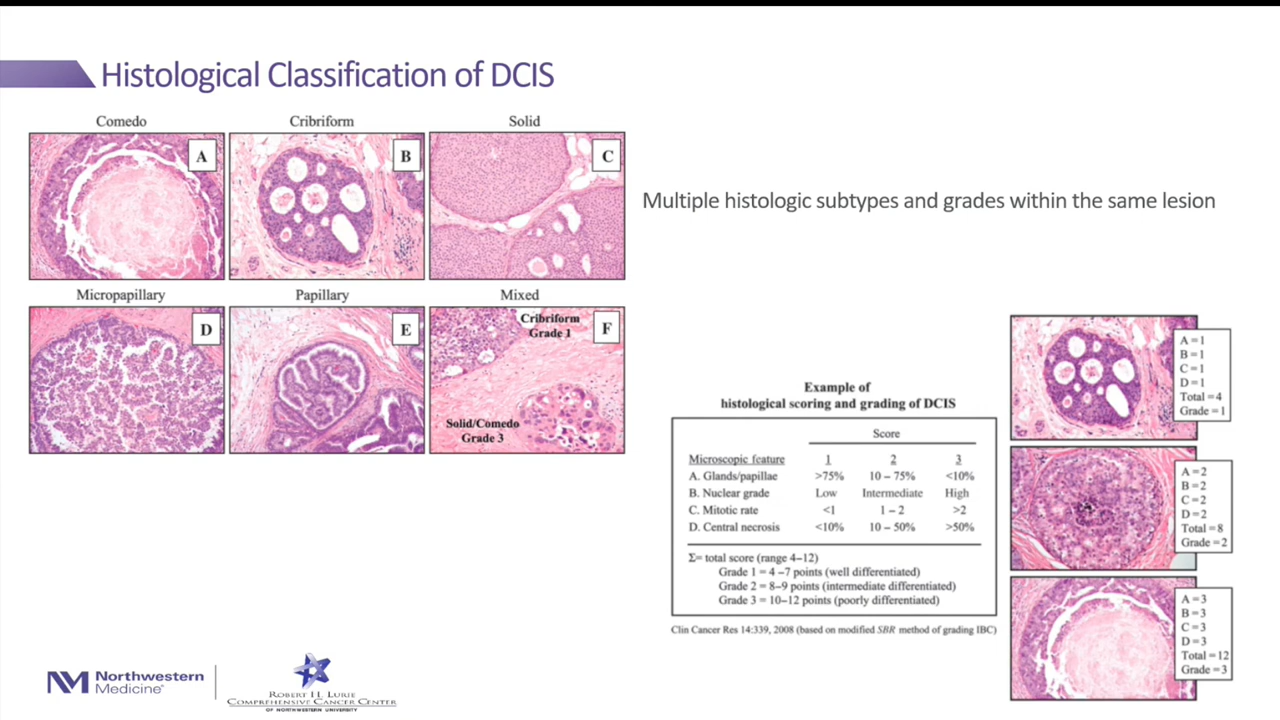 Histological Classification of DCIS
Comedo
Cribriform
Solid
A
B
C
Micropapillary
Papillary
Mixed
D
E
F
Cribriform
Grade 1
Solid/Comedo
Grade 3
Multiple histologic subtypes and grades within the same lesion
Example of
histological scoring and grading of DCIS
Score
Microscopic feature 1 2 3
A. Glands/papillae >75% 10 – 75% <10%
B. Nuclear grade Low Intermediate High
C. Mitotic rate <1 1 – 2 >2
D. Central necrosis <10% 10 – 50% >50%
Σ= total score (range 4–12)
Grade 1 = 4 –7 points (well differentiated)
Grade 2 = 8–9 points (intermediate differentiated)
Grade 3 = 10–12 points (poorly differentiated)
Clin Cancer Res 14:339, 2008 (based on modified SBR method of grading IBC)
A =1
B =1
C =1
D =1
Total =4
Grade =1
A =2
B =2
C =2
D =2
Total =8
Grade =2
A =3
B =3
C =3
D =3
Total =12
Grade =3
NM Northwestern
Medicine®
ROBERT H. LURIE
COMPREHENSIVE CANCER CENTER
OF NORTHWESTERN UNIVERSITY